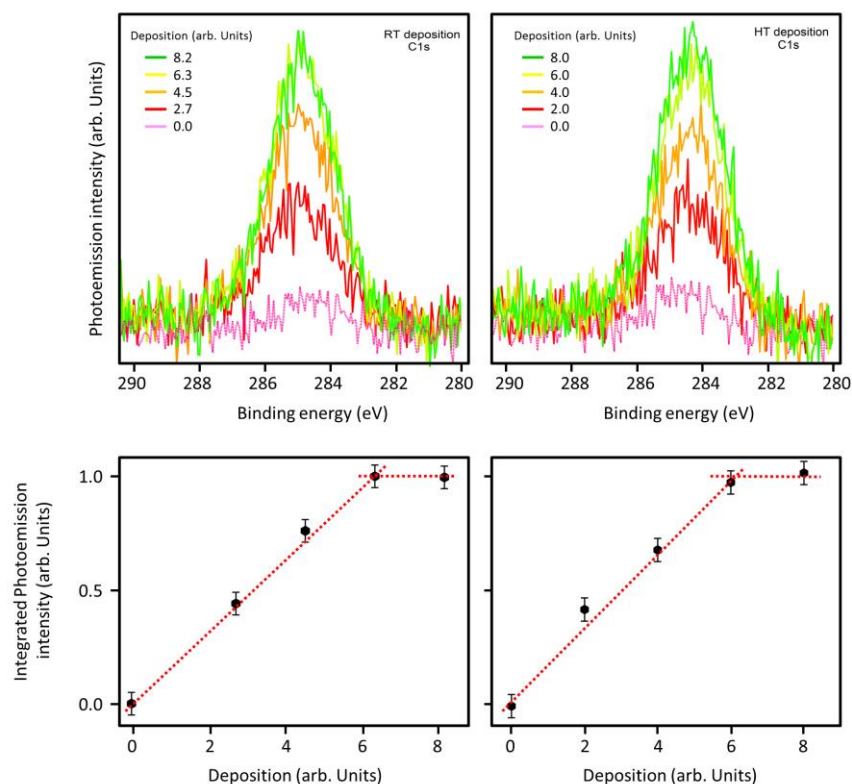 Deposition (arb. Units)
8.2
6.3
4.5
2.7
0.0
RT deposition
C1s
Deposition (arb. Units)
8.0
6.0
4.0
2.0
0.0
HT deposition
C1s
Photoemission intensity (arb. Units)
290 288 286 284 282 280
Binding energy (eV)
290 288 286 284 282 280
Binding energy (eV)
Integrated Photoemission
intensity (arb. Units)
1.0
0.5
0.0
0 2 4 6 8
Deposition (arb. Units)
0 2 4 6 8
Deposition (arb. Units)